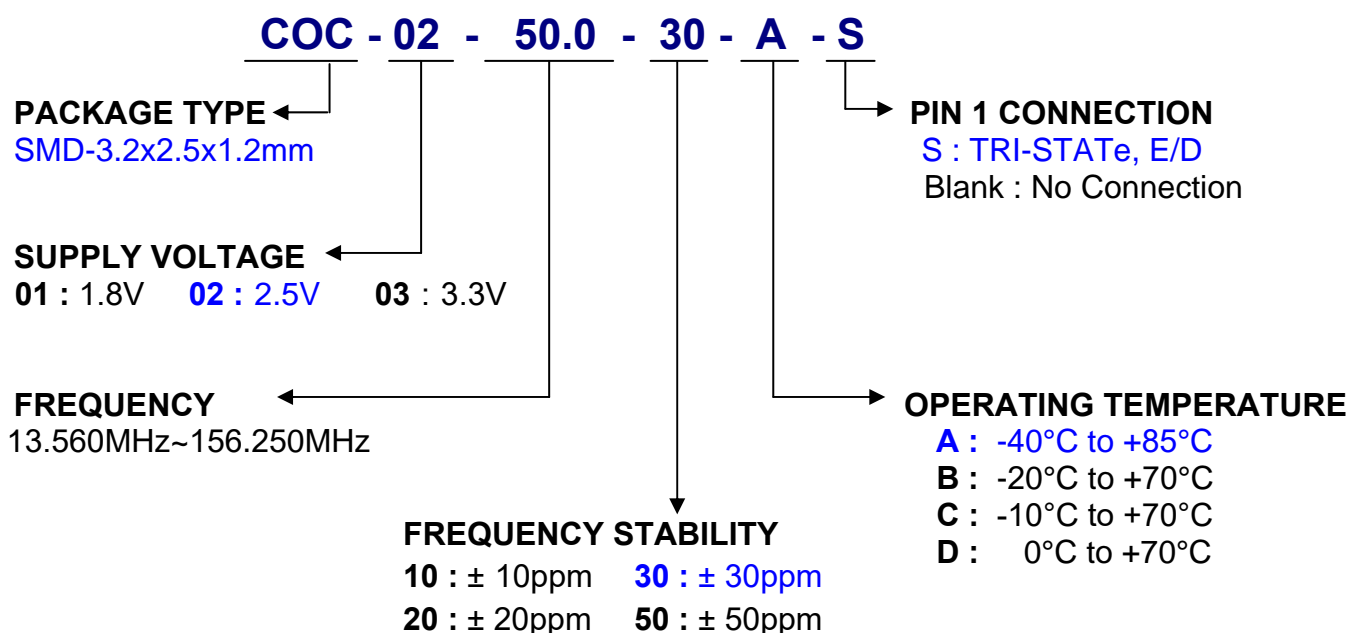 COC - 02 - 50.0 - 30 - A - S
PACKAGE TYPE
SMD-3.2x2.5x1.2mm
PIN 1 CONNECTION
S : TRI-STATe, E/D
Blank : No Connection
SUPPLY VOLTAGE
01 : 1.8V 02 : 2.5V 03 : 3.3V
FREQUENCY
13.560MHz~156.250MHz
OPERATING TEMPERATURE
A : -40°C to +85°C
B : -20°C to +70°C
C : -10°C to +70°C
D : 0°C to +70°C
FREQUENCY STABILITY
10 : ± 10ppm 30 : ± 30ppm
20 : ± 20ppm 50 : ± 50ppm